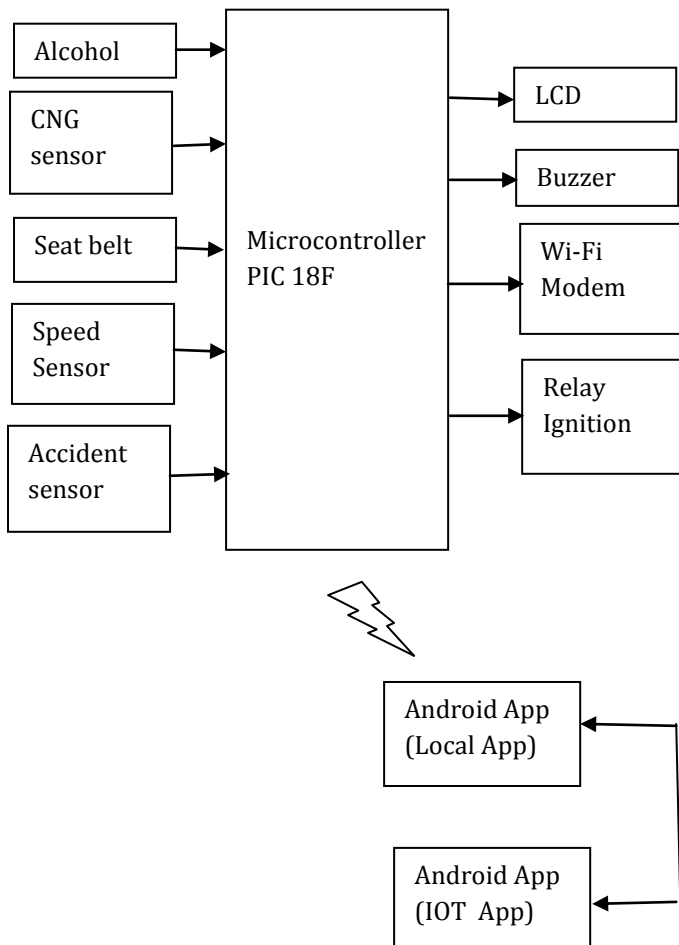 Alcohol
CNG
sensor
Seat belt
Speed
Sensor
Accident
sensor
Microcontroller
PIC 18F
LCD
Buzzer
Wi-Fi
Modem
Relay
Ignition
Android App
(Local App)
Android App
(IOT App)